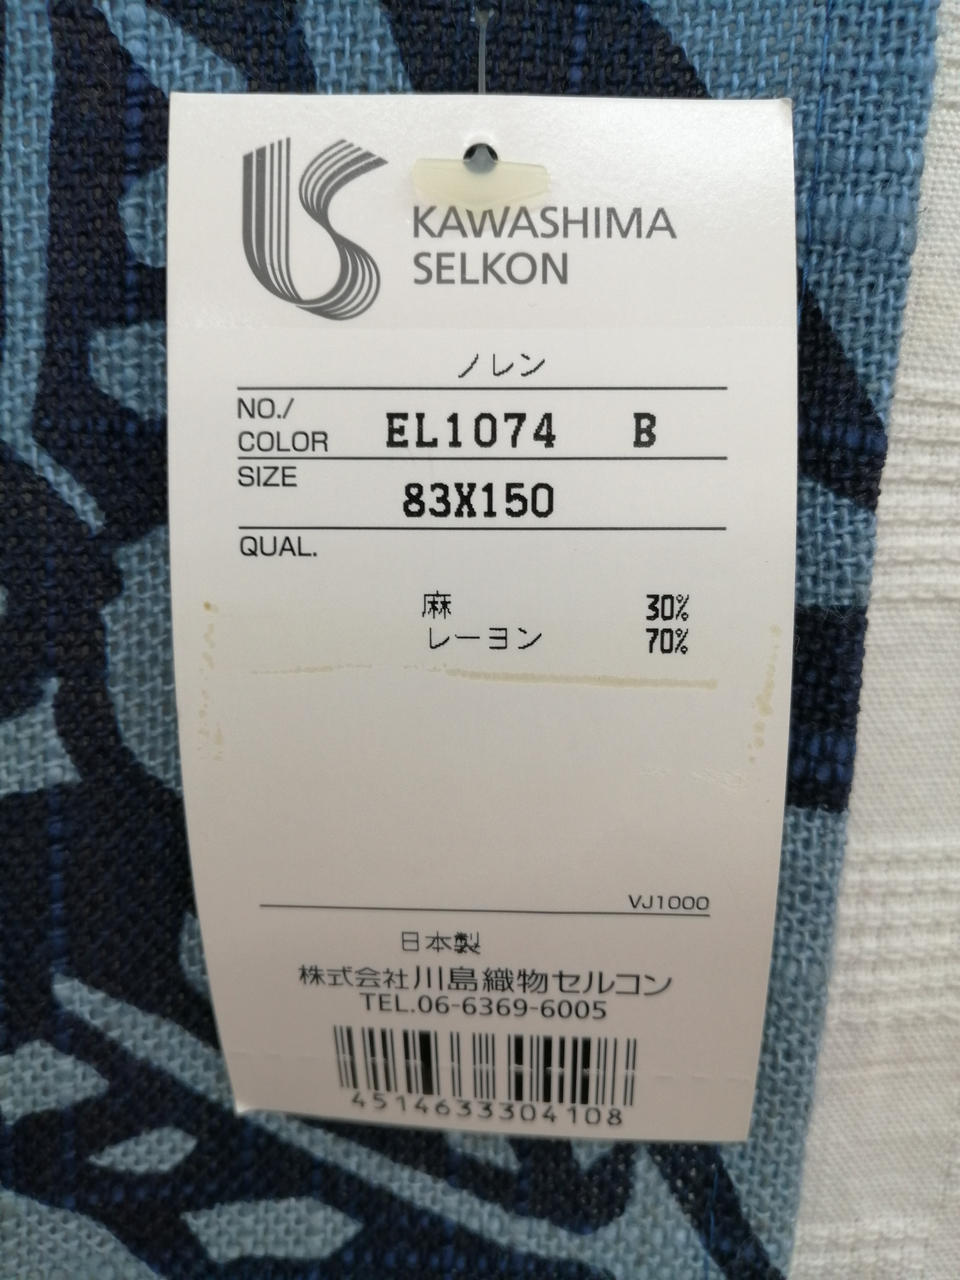 KAWASHIMA
SELKON
ノレン
NO./
COLOR EL1074 B
SIZE
83X150
QUAL.
麻 30%
レーヨン 70%
VJ1000
日本製
株式会社川島織物セルコン
TEL.06-6369-6005
4514633304108